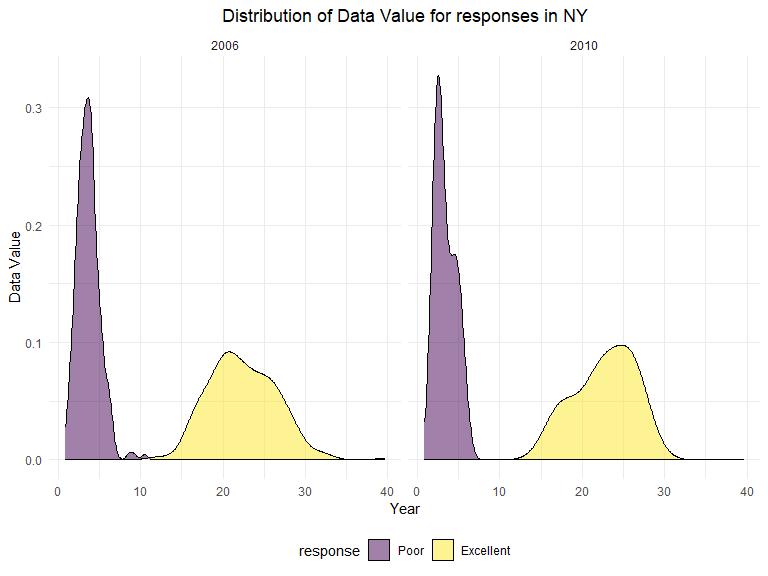 Distribution of Data Value for responses in NY
2006
2010
Data Value
0.3
0.2
0.1
0.0
0 10 20 30 40
0 10 20 30 40
Year
response Poor Excellent